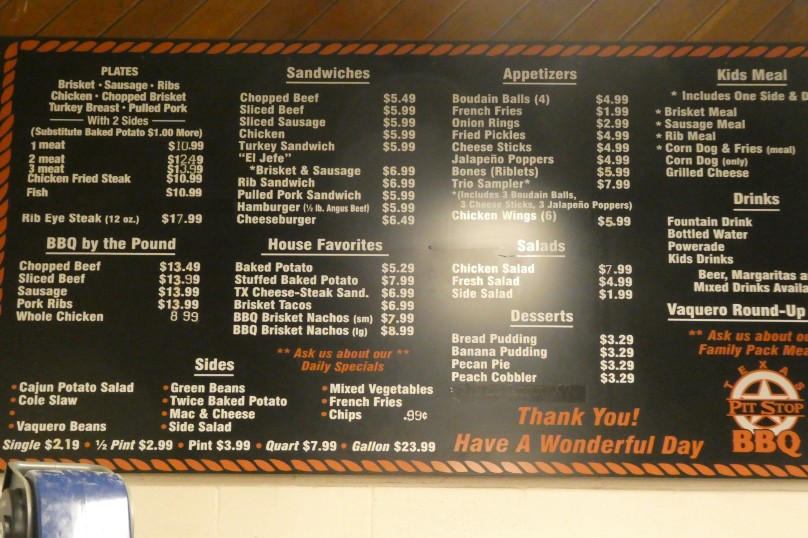 PLATES
Brisket • Sausage • Ribs
Chicken • Chopped Brisket
Turkey Breast • Pulled Pork
With 2 Sides
(Substitute Baked Potato $1.00 More)
1 meat $10.99
2 meat $12.49
3 meat $13.99
Chicken Fried Steak $10.99
Fish $10.99
Rib Eye Steak (12 oz.) $17.99
BBQ by the Pound
Chopped Beef $13.49
Sliced Beef $13.99
Sausage $13.99
Pork Ribs $13.99
Whole Chicken 8 99
Sandwiches
Chopped Beef $5.49
Sliced Beef $5.99
Sliced Sausage $5.99
Chicken $5.99
Turkey Sandwich $5.99
"El Jefe"
*Brisket & Sausage $6.99
Rib Sandwich $6.99
Pulled Pork Sandwich $5.99
Hamburger (½ lb. Angus Beef) $5.99
Cheeseburger $6.49
House Favorites
Baked Potato $5.29
Stuffed Baked Potato $7.99
TX Cheese-Steak Sand. $6.99
Brisket Tacos $6.99
BBQ Brisket Nachos (sm) $7.99
BBQ Brisket Nachos (lg) $8.99
** Ask us about our **
Daily Specials
Sides
• Cajun Potato Salad
• Cole Slaw
•
• Vaquero Beans
• Green Beans
• Twice Baked Potato
• Mac & Cheese
• Side Salad
• Mixed Vegetables
• French Fries
• Chips .99¢
Single $2.19 • ½ Pint $2.99 • Pint $3.99 • Quart $7.99 • Gallon $23.99
Appetizers
Boudain Balls (4) $4.99
French Fries $1.99
Onion Rings $2.99
Fried Pickles $4.99
Cheese Sticks $4.99
Jalapeño Poppers $4.99
Bones (Riblets) $5.99
Trio Sampler* $7.99
*(Includes 3 Boudain Balls,
3 Cheese Sticks, 3 Jalapeño Poppers)
Chicken Wings (6) $5.99
Salads
Chicken Salad $7.99
Fresh Salad $4.99
Side Salad $1.99
Desserts
Bread Pudding $3.29
Banana Pudding $3.29
Pecan Pie $3.29
Peach Cobbler $3.29
Thank You!
Have A Wonderful Day
Kids Meal
* Includes One Side & D
* Brisket Meal
* Sausage Meal
* Rib Meal
* Corn Dog & Fries (meal)
Corn Dog (only)
Grilled Cheese
Drinks
Fountain Drink
Bottled Water
Powerade
Kids Drinks
Beer, Margaritas a
Mixed Drinks Availa
Vaquero Round-Up
** Ask us about ou
Family Pack Mea
TEXAS
PIT STOP
BBQ